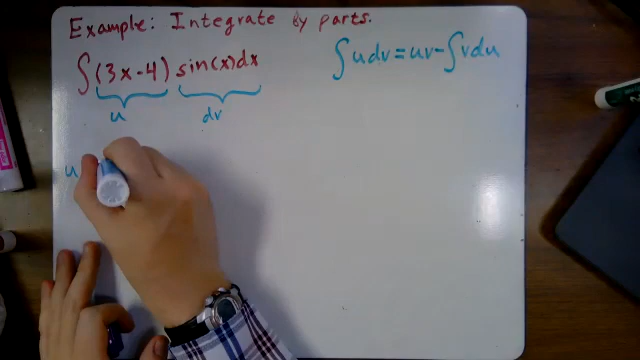 Example: Integrate by parts.
∫(3x-4) sin(x)dx
∫udv=uv-∫vdu
u dv
u